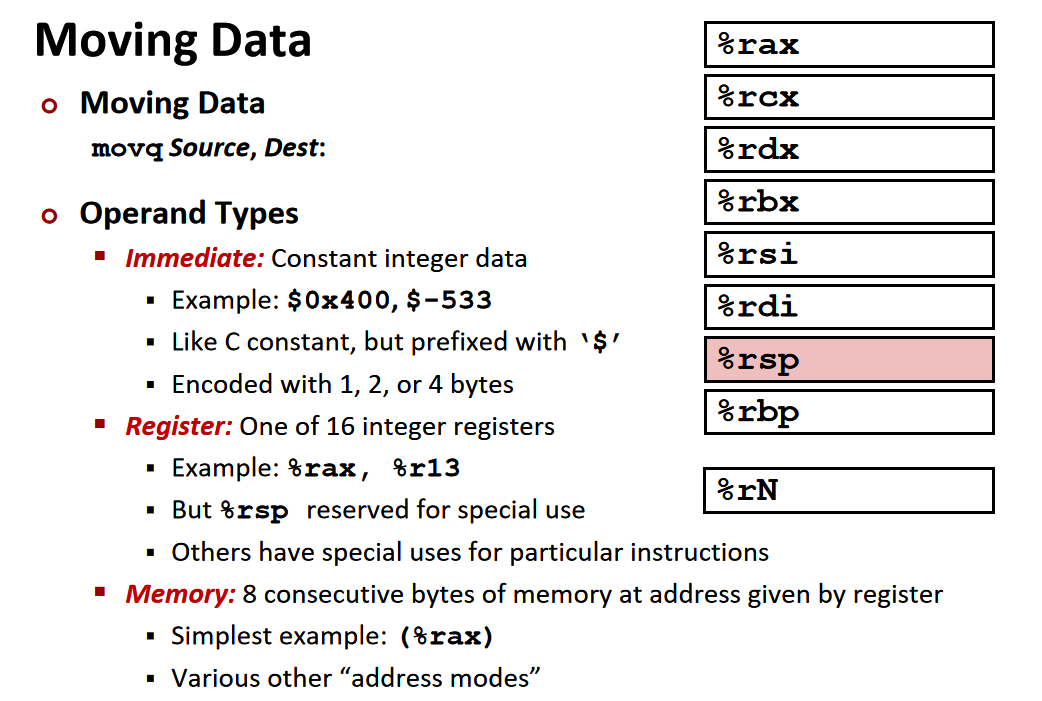 Moving Data
Moving Data
movq Source, Dest:
Operand Types
Immediate: Constant integer data
Example: $0x400, $-533
Like C constant, but prefixed with ‘$’
Encoded with 1, 2, or 4 bytes
Register: One of 16 integer registers
Example: %rax, %r13
But %rsp reserved for special use
Others have special uses for particular instructions
Memory: 8 consecutive bytes of memory at address given by register
Simplest example: (%rax)
Various other “address modes”
%rax
%rcx
%rdx
%rbx
%rsi
%rdi
%rsp
%rbp
%rN